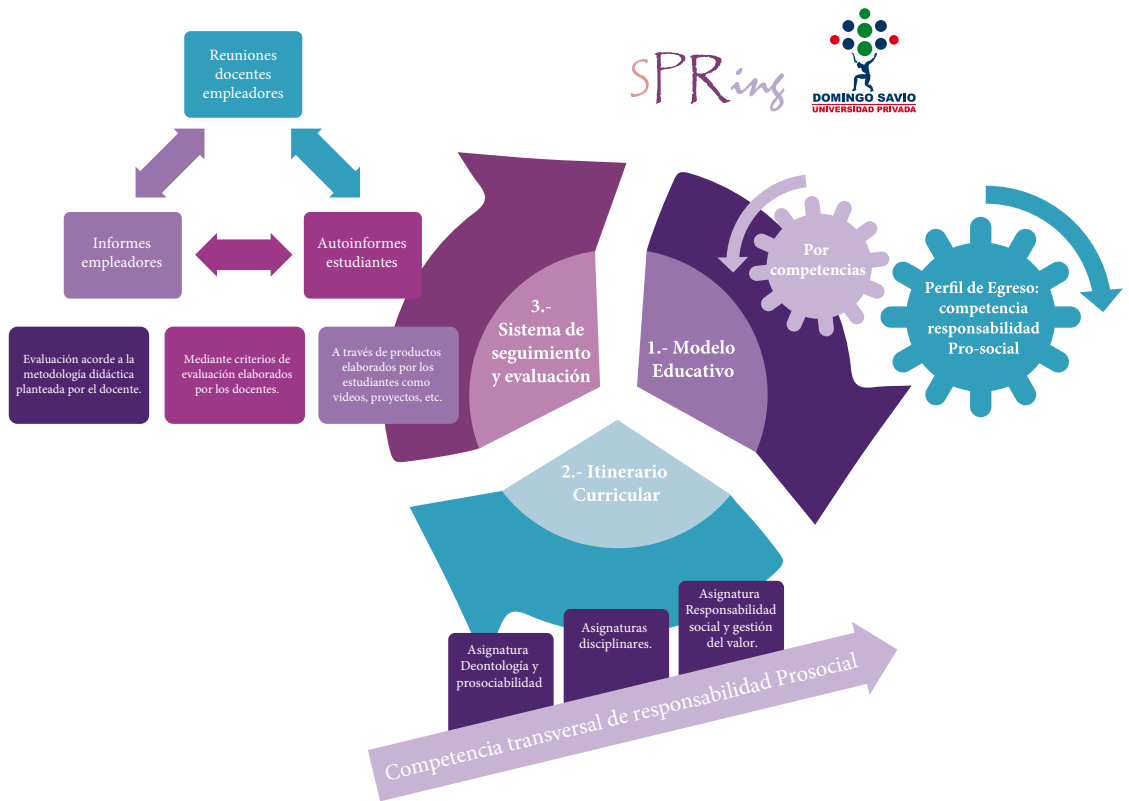 Reuniones
docentes
empleadores
sPRing
DOMINGO SAVIO
UNIVERSIDAD PRIVADA
Informes
empleadores
Autoinformes
estudiantes
Evaluación acorde a la
metodología didáctica
planteada por el docente.
Mediante criterios de
evaluación elaborados
por los docentes.
A través de productos
elaborados por los
estudiantes como
videos, proyectos, etc.
3.-
Sistema de
seguimiento
y evaluación
1.- Modelo
Educativo
Por
competencias
Perfil de Egreso:
competencia
responsabilidad
Pro-social
2.- Itinerario
Curricular
Asignatura
Deontología y
prosociabilidad
Asignaturas
disciplinares.
Asignatura
Responsabilidad
social y gestión
del valor.
Competencia transversal de responsabilidad Prosocial